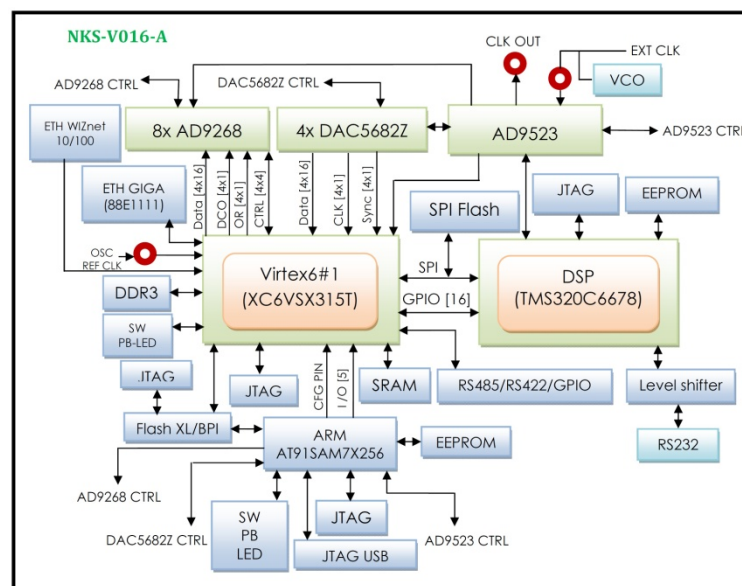 NKS-V016-A
CLK OUT
EXT CLK
VCO
AD9268 CTRL
DAC5682Z CTRL
ETH WIZnet
10/100
8x AD9268
4x DAC5682Z
AD9523
AD9523 CTRL
ETH GIGA
(88E1111)
Data [4x16]
DCO [4x1]
OR [4x1]
CTRL [4x4]
Data [4x16]
CLK [4x1]
Sync [4x1]
SPI Flash
JTAG
EEPROM
OSC
REF CLK
Virtex6#1
(XC6VSX315T)
SPI
GPIO [16]
DSP
(TMS320C6678)
DDR3
SW
PB-LED
JTAG
JTAG
CFG PIN
I/O [5]
SRAM
RS485/RS422/GPIO
Level shifter
Flash XL/BPI
ARM
AT91SAM7X256
EEPROM
RS232
AD9268 CTRL
DAC5682Z CTRL
SW
PB
LED
JTAG
JTAG USB
AD9523 CTRL